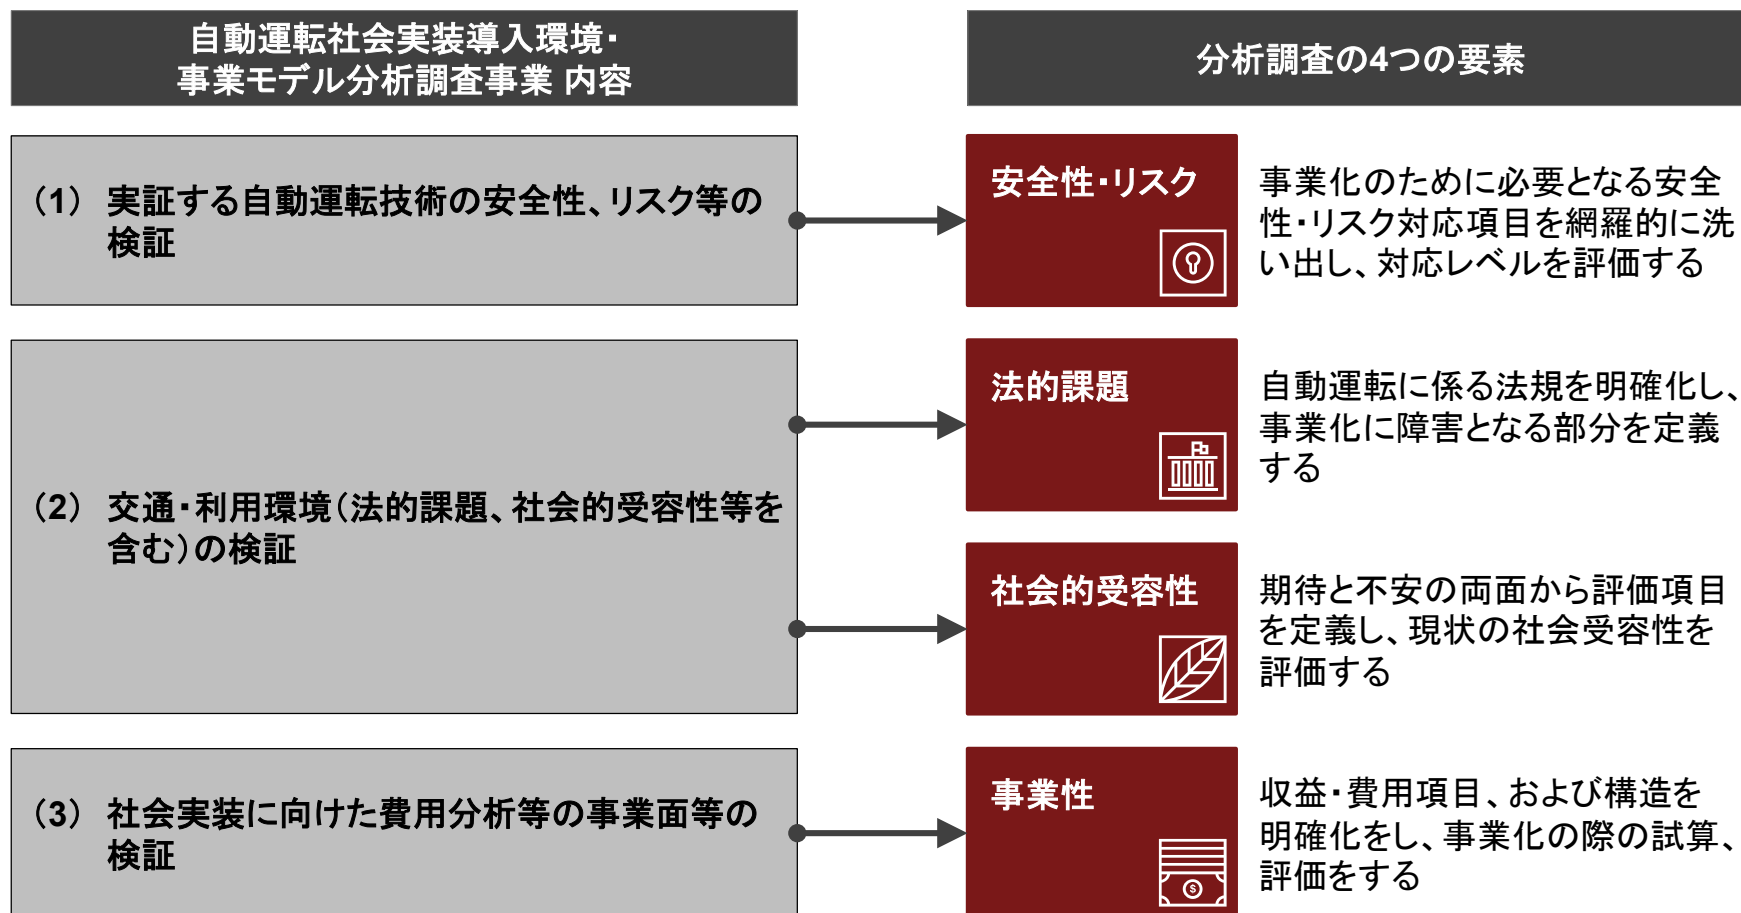 自動運転社会実装導入環境・
事業モデル分析調査事業 内容
分析調査の4つの要素
（1） 実証する自動運転技術の安全性、リスク等の
検証
安全性・リスク
事業化のために必要となる安全
性・リスク対応項目を網羅的に洗
い出し、対応レベルを評価する
（2） 交通・利用環境（法的課題、社会的受容性等を
含む）の検証
法的課題
自動運転に係る法規を明確化し、
事業化に障害となる部分を定義
する
社会的受容性
期待と不安の両面から評価項目
を定義し、現状の社会受容性を
評価する
（3） 社会実装に向けた費用分析等の事業面等の
検証
事業性
収益・費用項目、および構造を
明確化をし、事業化の際の試算、
評価をする
$